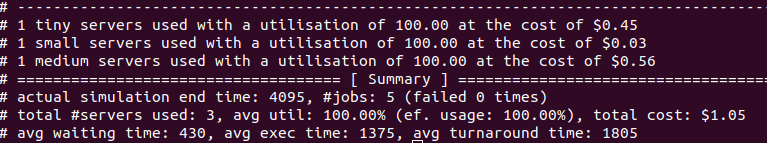 # -----------------------------------------------------------------------------
# 1 tiny servers used with a utilisation of 100.00 at the cost of $0.45
# 1 small servers used with a utilisation of 100.00 at the cost of $0.03
# 1 medium servers used with a utilisation of 100.00 at the cost of $0.56
# ==================================== [ Summary ] ====================================
# actual simulation end time: 4095, #jobs: 5 (failed 0 times)
# total #servers used: 3, avg util: 100.00% (ef. usage: 100.00%), total cost: $1.05
# avg waiting time: 430, avg exec time: 1375, avg turnaround time: 1805